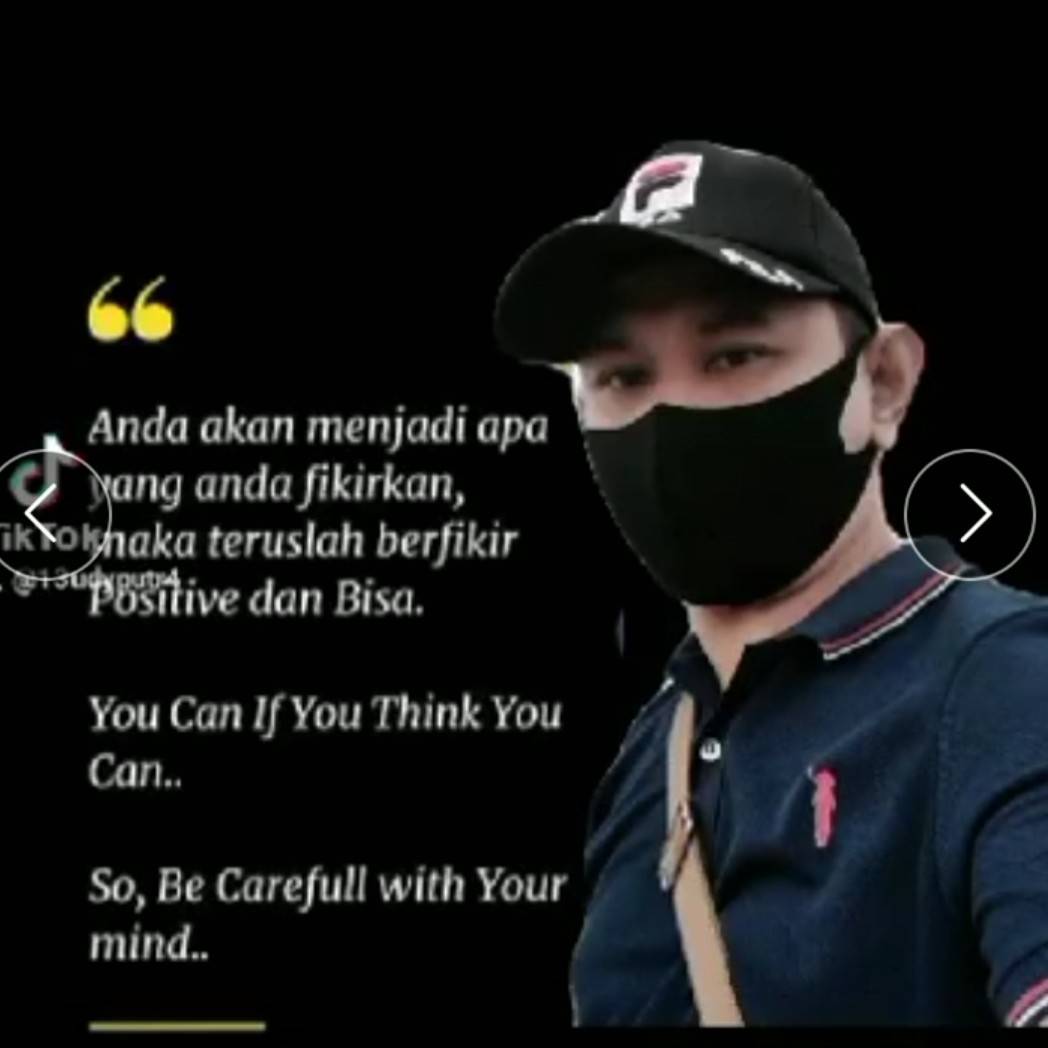 Anda akan menjadi apa
yang anda fikirkan,
maka teruslah berfikir
Positive dan Bisa.
You Can If You Think You
Can..
So, Be Carefull with Your
mind..
TikTok